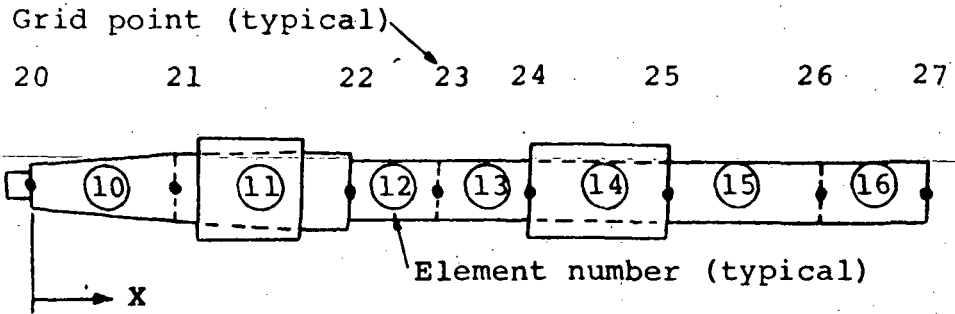 Grid point (typical)
20 21 22 23 24 25 26 27
10 11 12 13 14 15 16
Element number (typical)
X